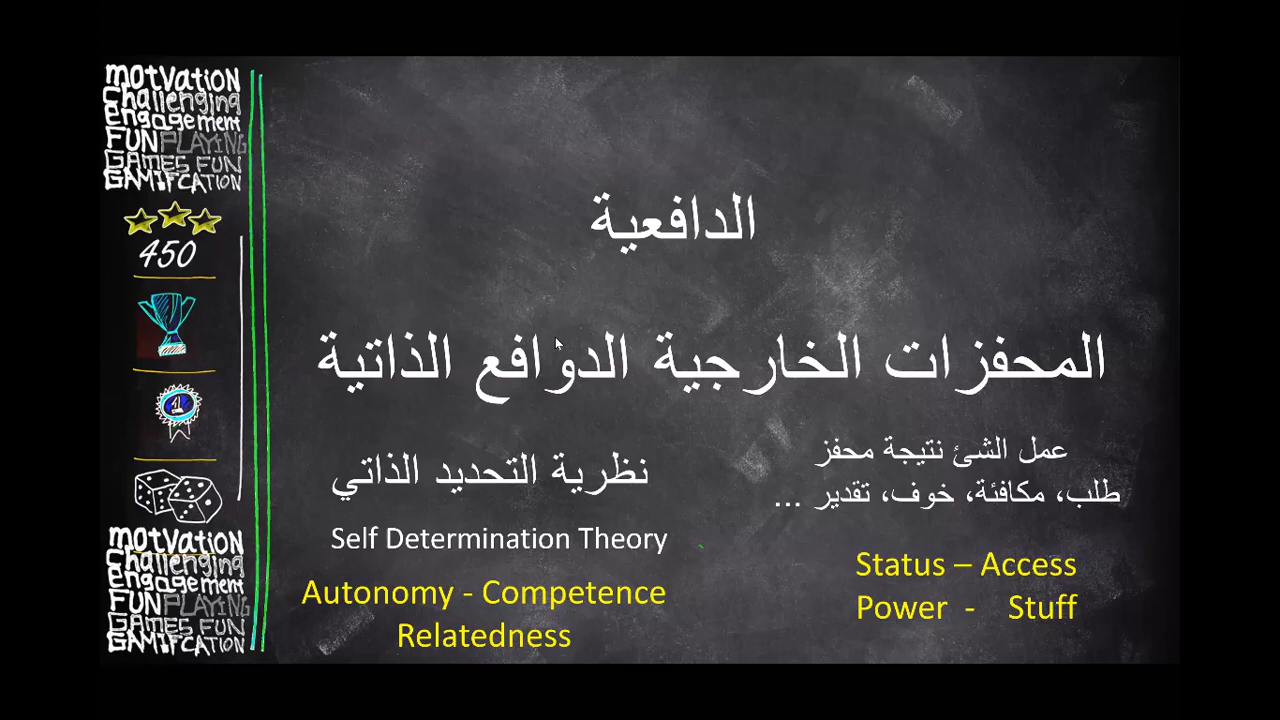 motVation
Challenging
Engagement
FUN PLAYING
GAMES FUN
GAMIFCATION
450
1
motVation
Challenging
Engagement
FUN PLAYING
GAMES FUN
GAMIFCATION
الدافعية
المحفزات الخارجية الدوافع الذاتية
عمل الشئ نتيجة محفز
طلب، مكافئة، خوف، تقدير ...
Status – Access
Power - Stuff
نظرية التحديد الذاتي
Self Determination Theory
Autonomy - Competence
Relatedness